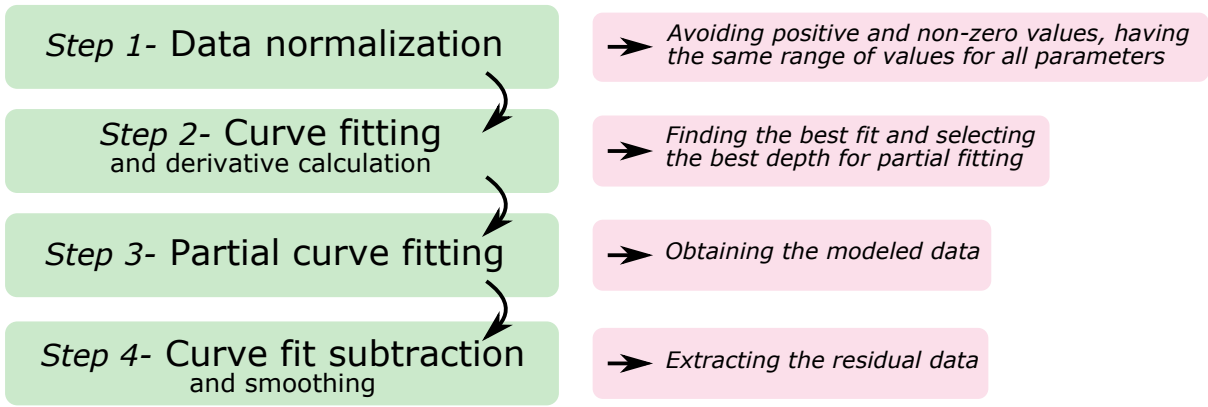 Step 1- Data normalization
Avoiding positive and non-zero values, having
the same range of values for all parameters
Step 2- Curve fitting
and derivative calculation
Finding the best fit and selecting
the best depth for partial fitting
Step 3- Partial curve fitting
Obtaining the modeled data
Step 4- Curve fit subtraction
and smoothing
Extracting the residual data